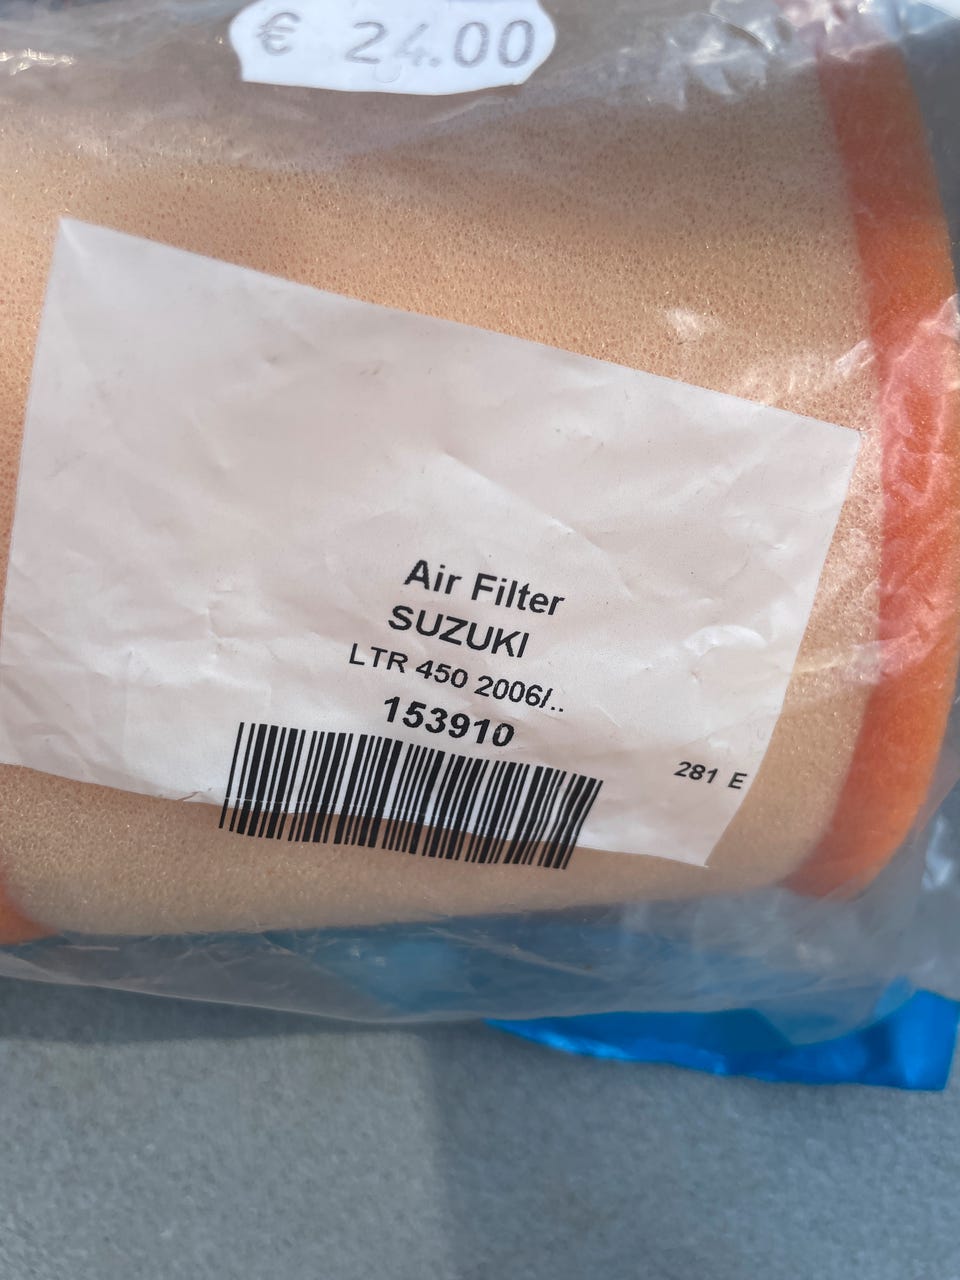 € 24.00
Air Filter
SUZUKI
LTR 450 2006/..
153910
281 E